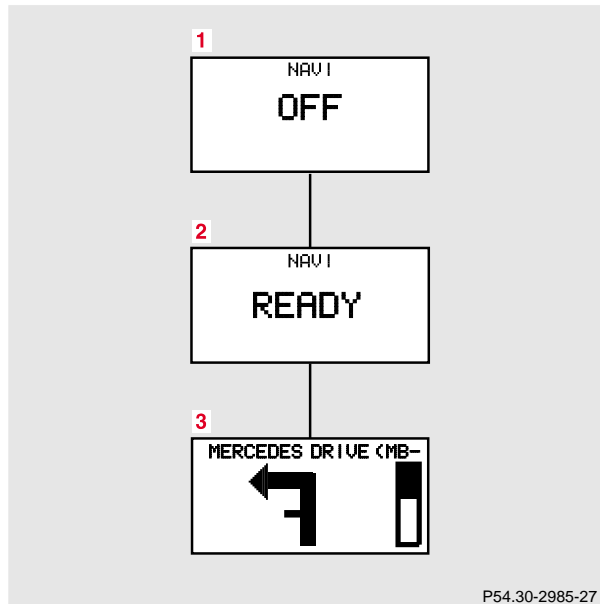 1
NAVI
OFF
2
NAVI
READY
3
MERCEDES DRIVE (MB-
P54.30-2985-27